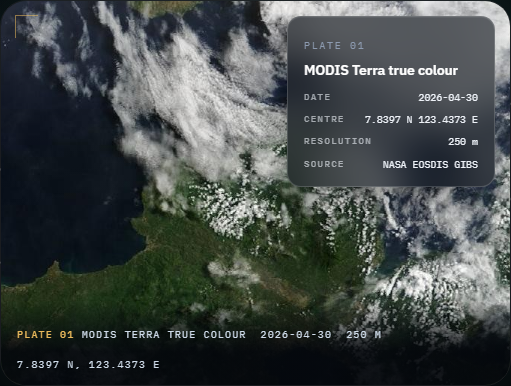 PLATE 01
MODIS Terra true colour
DATE 2026-04-30
CENTRE 7.8397 N 123.4373 E
RESOLUTION 250 m
SOURCE NASA EOSDIS GIBS
PLATE 01 MODIS TERRA TRUE COLOUR 2026-04-30 250 M
7.8397 N, 123.4373 E